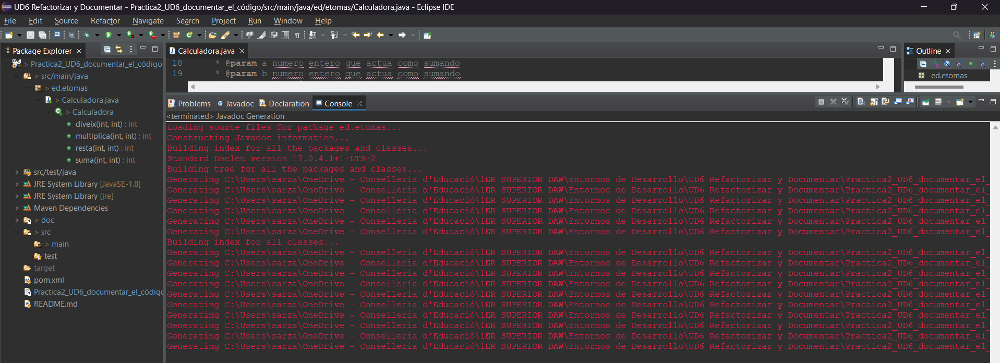 UD6 Refactorizar y Documentar - Practica2_UD6_documentar_el_código/src/main/java/ed/etomas/Calculadora.java - Eclipse IDE
File Edit Source Refactor Navigate Search Project Run Window Help
Package Explorer
> Practica2_UD6_documentar_el_código
> src/main/java
> ed.etomas
> Calculadora.java
> Calculadora
diveix(int, int) : int
multiplica(int, int) : int
resta(int, int) : int
suma(int, int) : int
src/test/java
JRE System Library [JavaSE-1.8]
JRE System Library [jre]
Maven Dependencies
> doc
> src
> main
test
target
pom.xml
Practica2_UD6_documentar_el_código
README.md
Calculadora.java
18 * @param a numero entero que actua como sumando
19 * @param b numero entero que actua como sumando
Outline
ed.etomas
Problems @ Javadoc Declaration Console
<terminated> Javadoc Generation
Loading source files for package ed.etomas...
Constructing Javadoc information...
Building index for all the packages and classes...
Standard Doclet version 17.0.4.1+1-LTS-2
Building tree for all the packages and classes...
Generating C:\Users\sarza\OneDrive - Conselleria d'Educació\1ER SUPERIOR DAW\Entornos de Desarrollo\UD6 Refactorizar y Documentar\Practica2_UD6_documentar_el_
Generating C:\Users\sarza\OneDrive - Conselleria d'Educació\1ER SUPERIOR DAW\Entornos de Desarrollo\UD6 Refactorizar y Documentar\Practica2_UD6_documentar_el_
Generating C:\Users\sarza\OneDrive - Conselleria d'Educació\1ER SUPERIOR DAW\Entornos de Desarrollo\UD6 Refactorizar y Documentar\Practica2_UD6_documentar_el_
Generating C:\Users\sarza\OneDrive - Conselleria d'Educació\1ER SUPERIOR DAW\Entornos de Desarrollo\UD6 Refactorizar y Documentar\Practica2_UD6_documentar_el_
Generating C:\Users\sarza\OneDrive - Conselleria d'Educació\1ER SUPERIOR DAW\Entornos de Desarrollo\UD6 Refactorizar y Documentar\Practica2_UD6_documentar_el_
Generating C:\Users\sarza\OneDrive - Conselleria d'Educació\1ER SUPERIOR DAW\Entornos de Desarrollo\UD6 Refactorizar y Documentar\Practica2_UD6_documentar_el_
Building index for all classes...
Generating C:\Users\sarza\OneDrive - Conselleria d'Educació\1ER SUPERIOR DAW\Entornos de Desarrollo\UD6 Refactorizar y Documentar\Practica2_UD6_documentar_el_
Generating C:\Users\sarza\OneDrive - Conselleria d'Educació\1ER SUPERIOR DAW\Entornos de Desarrollo\UD6 Refactorizar y Documentar\Practica2_UD6_documentar_el_
Generating C:\Users\sarza\OneDrive - Conselleria d'Educació\1ER SUPERIOR DAW\Entornos de Desarrollo\UD6 Refactorizar y Documentar\Practica2_UD6_documentar_el_
Generating C:\Users\sarza\OneDrive - Conselleria d'Educació\1ER SUPERIOR DAW\Entornos de Desarrollo\UD6 Refactorizar y Documentar\Practica2_UD6_documentar_el_
Generating C:\Users\sarza\OneDrive - Conselleria d'Educació\1ER SUPERIOR DAW\Entornos de Desarrollo\UD6 Refactorizar y Documentar\Practica2_UD6_documentar_el_
Generating C:\Users\sarza\OneDrive - Conselleria d'Educació\1ER SUPERIOR DAW\Entornos de Desarrollo\UD6 Refactorizar y Documentar\Practica2_UD6_documentar_el_
Generating C:\Users\sarza\OneDrive - Conselleria d'Educació\1ER SUPERIOR DAW\Entornos de Desarrollo\UD6 Refactorizar y Documentar\Practica2_UD6_documentar_el_
Generating C:\Users\sarza\OneDrive - Conselleria d'Educació\1ER SUPERIOR DAW\Entornos de Desarrollo\UD6 Refactorizar y Documentar\Practica2_UD6_documentar_el_
Generating C:\Users\sarza\OneDrive - Conselleria d'Educació\1ER SUPERIOR DAW\Entornos de Desarrollo\UD6 Refactorizar y Documentar\Practica2_UD6_documentar_el_
Generating C:\Users\sarza\OneDrive - Conselleria d'Educació\1ER SUPERIOR DAW\Entornos de Desarrollo\UD6 Refactorizar y Documentar\Practica2_UD6_documentar_el_